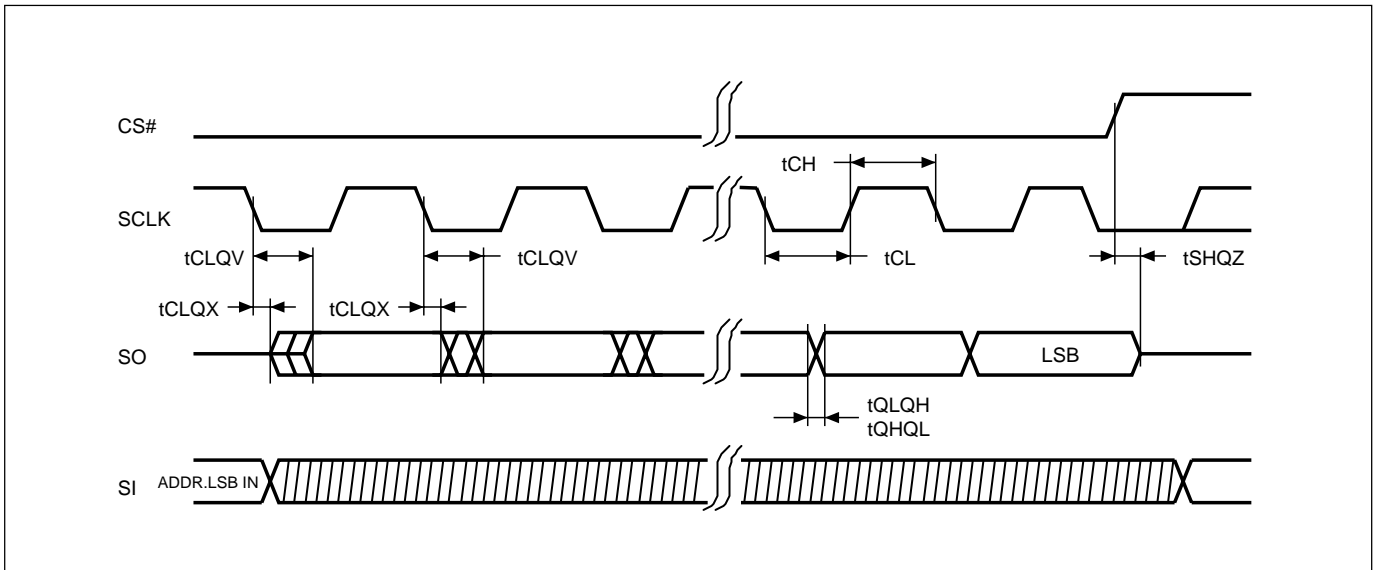 CS#
tCH
SCLK
tCLQV
tCLQV
tCL
tSHQZ
tCLQX
tCLQX
SO
LSB
tQLQH
tQHQL
SI
ADDR.LSB IN